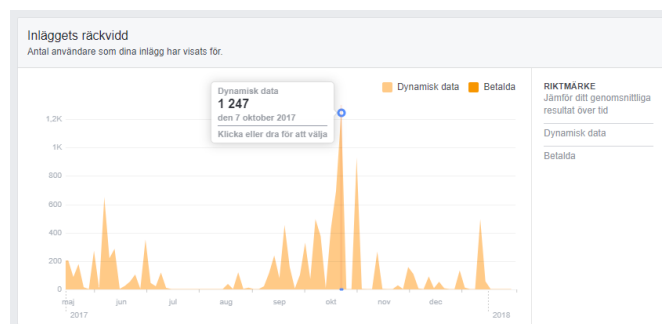 Inläggets räckvidd
Antal användare som dina inlägg har visats för.
Dynamisk data
1 247
den 7 oktober 2017
Klicka eller dra för att välja
Dynamisk data
Betalda
RIKTMÄRKE
Jämför ditt genomsnittliga
resultat över tid
Dynamisk data
Betalda
1,2K
1K
800
600
400
200
0
maj jun jul aug sep okt nov dec
2017 2018